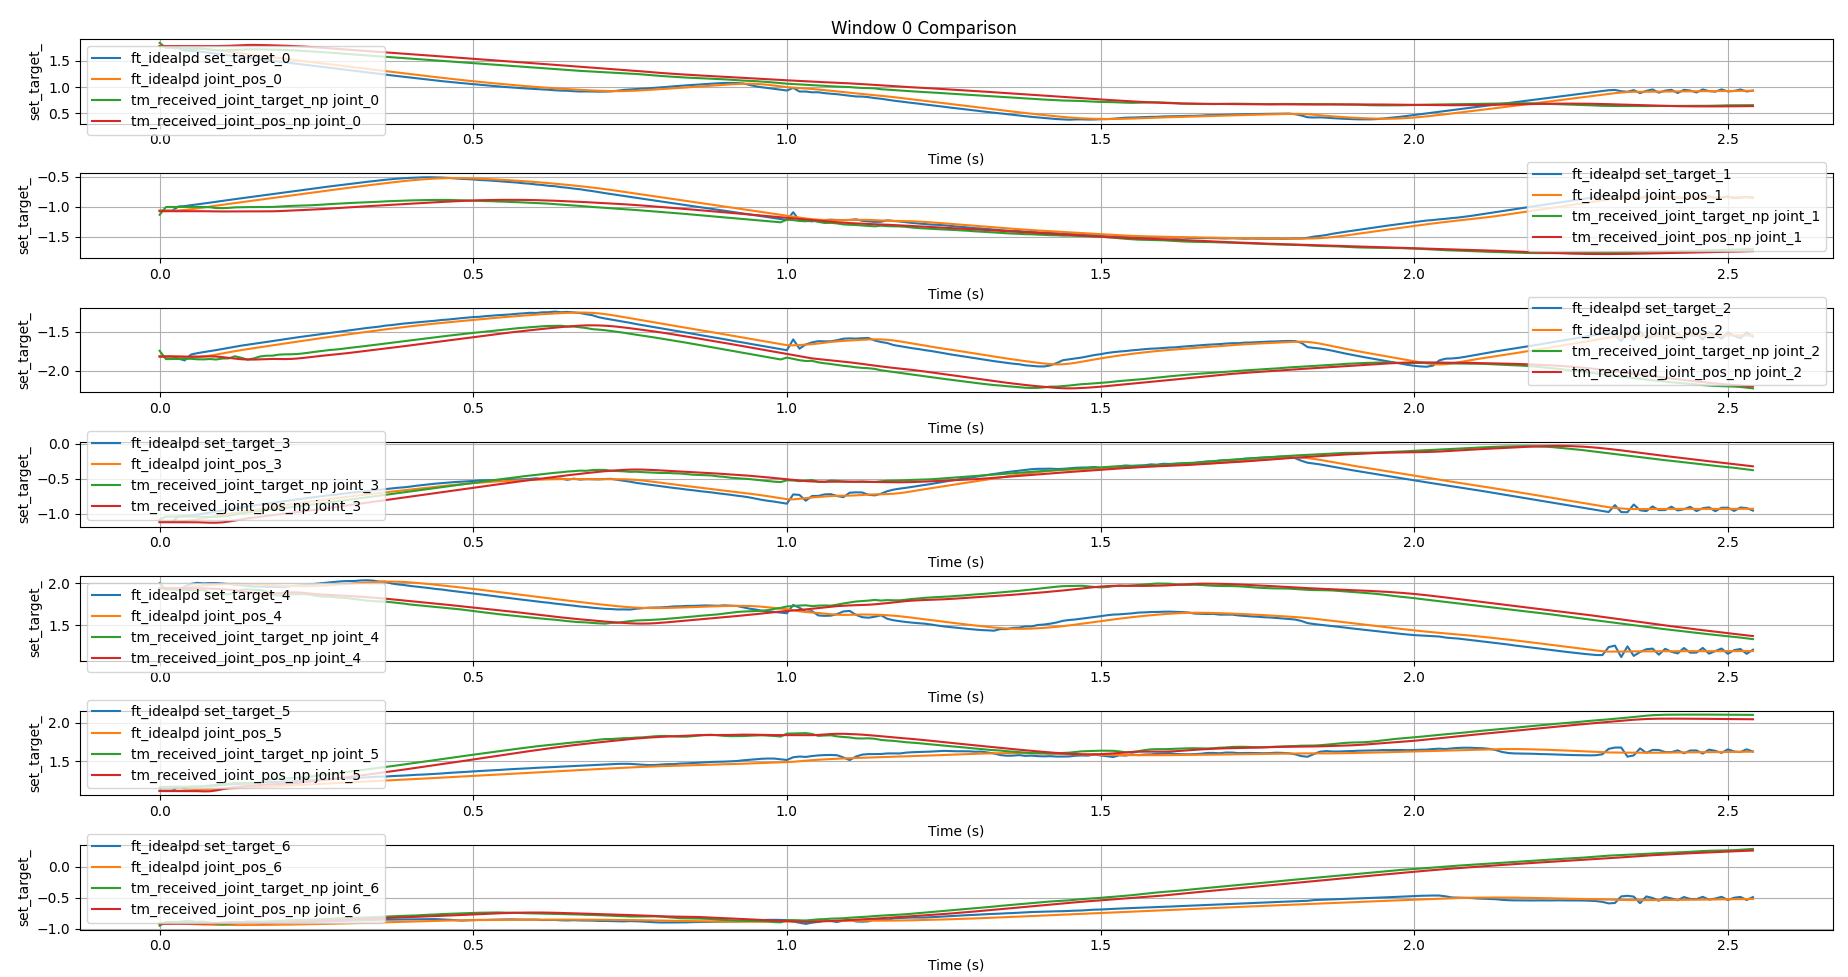 Window 0 Comparison
set_target_
1.5
1.0
0.5
ft_idealpd set_target_0
ft_idealpd joint_pos_0
tm_received_joint_target_np joint_0
tm_received_joint_pos_np joint_0
0.0 0.5 1.0 1.5 2.0 2.5
Time (s)
set_target_
−0.5
−1.0
−1.5
ft_idealpd set_target_1
ft_idealpd joint_pos_1
tm_received_joint_target_np joint_1
tm_received_joint_pos_np joint_1
0.0 0.5 1.0 1.5 2.0 2.5
Time (s)
set_target_
−1.5
−2.0
ft_idealpd set_target_2
ft_idealpd joint_pos_2
tm_received_joint_target_np joint_2
tm_received_joint_pos_np joint_2
0.0 0.5 1.0 1.5 2.0 2.5
Time (s)
set_target_
0.0
−0.5
−1.0
ft_idealpd set_target_3
ft_idealpd joint_pos_3
tm_received_joint_target_np joint_3
tm_received_joint_pos_np joint_3
0.0 0.5 1.0 1.5 2.0 2.5
Time (s)
set_target_
2.0
1.5
ft_idealpd set_target_4
ft_idealpd joint_pos_4
tm_received_joint_target_np joint_4
tm_received_joint_pos_np joint_4
0.0 0.5 1.0 1.5 2.0 2.5
Time (s)
set_target_
2.0
1.5
ft_idealpd set_target_5
ft_idealpd joint_pos_5
tm_received_joint_target_np joint_5
tm_received_joint_pos_np joint_5
0.0 0.5 1.0 1.5 2.0 2.5
Time (s)
set_target_
0.0
−0.5
−1.0
ft_idealpd set_target_6
ft_idealpd joint_pos_6
tm_received_joint_target_np joint_6
tm_received_joint_pos_np joint_6
0.0 0.5 1.0 1.5 2.0 2.5
Time (s)